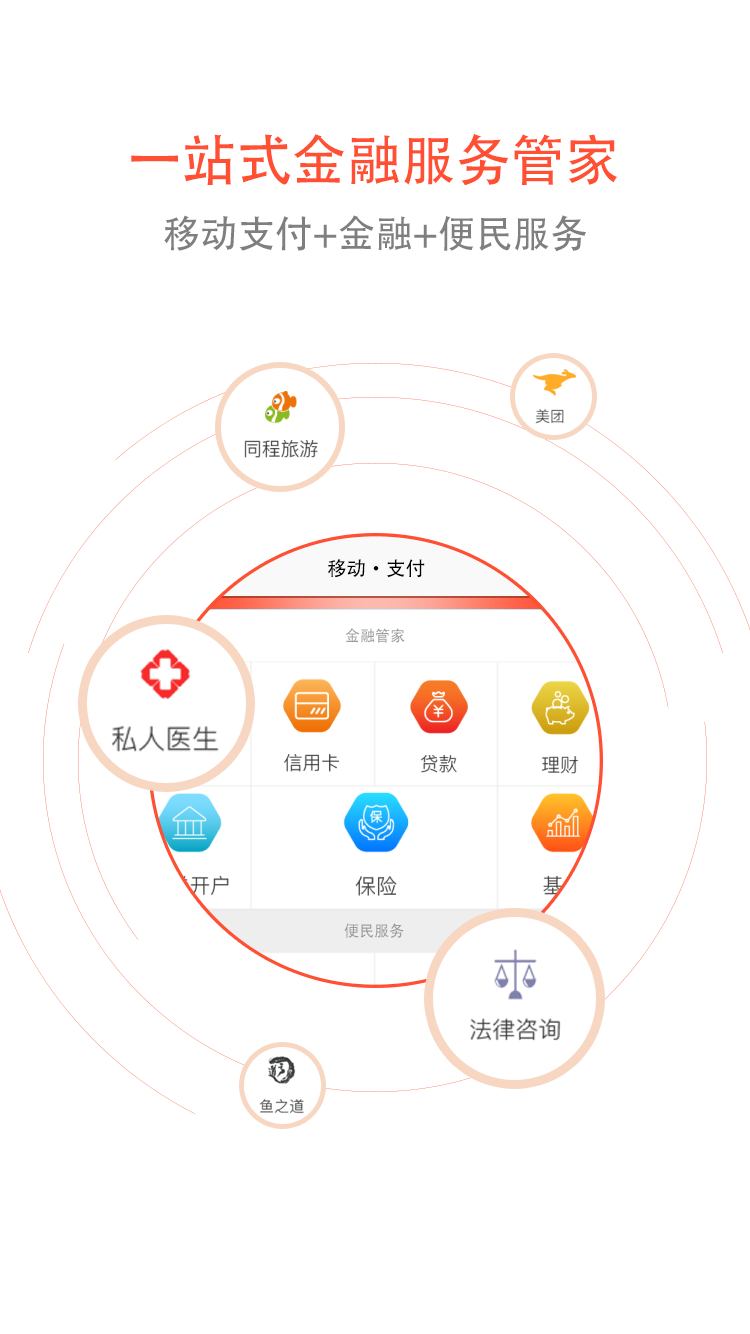 一站式金融服务管家
移动支付+金融+便民服务
美团
同程旅游
移动·支付
金融管家
私人医生
信用卡
贷款
理财
保
开户
保险
基
便民服务
法律咨询
道
鱼之道